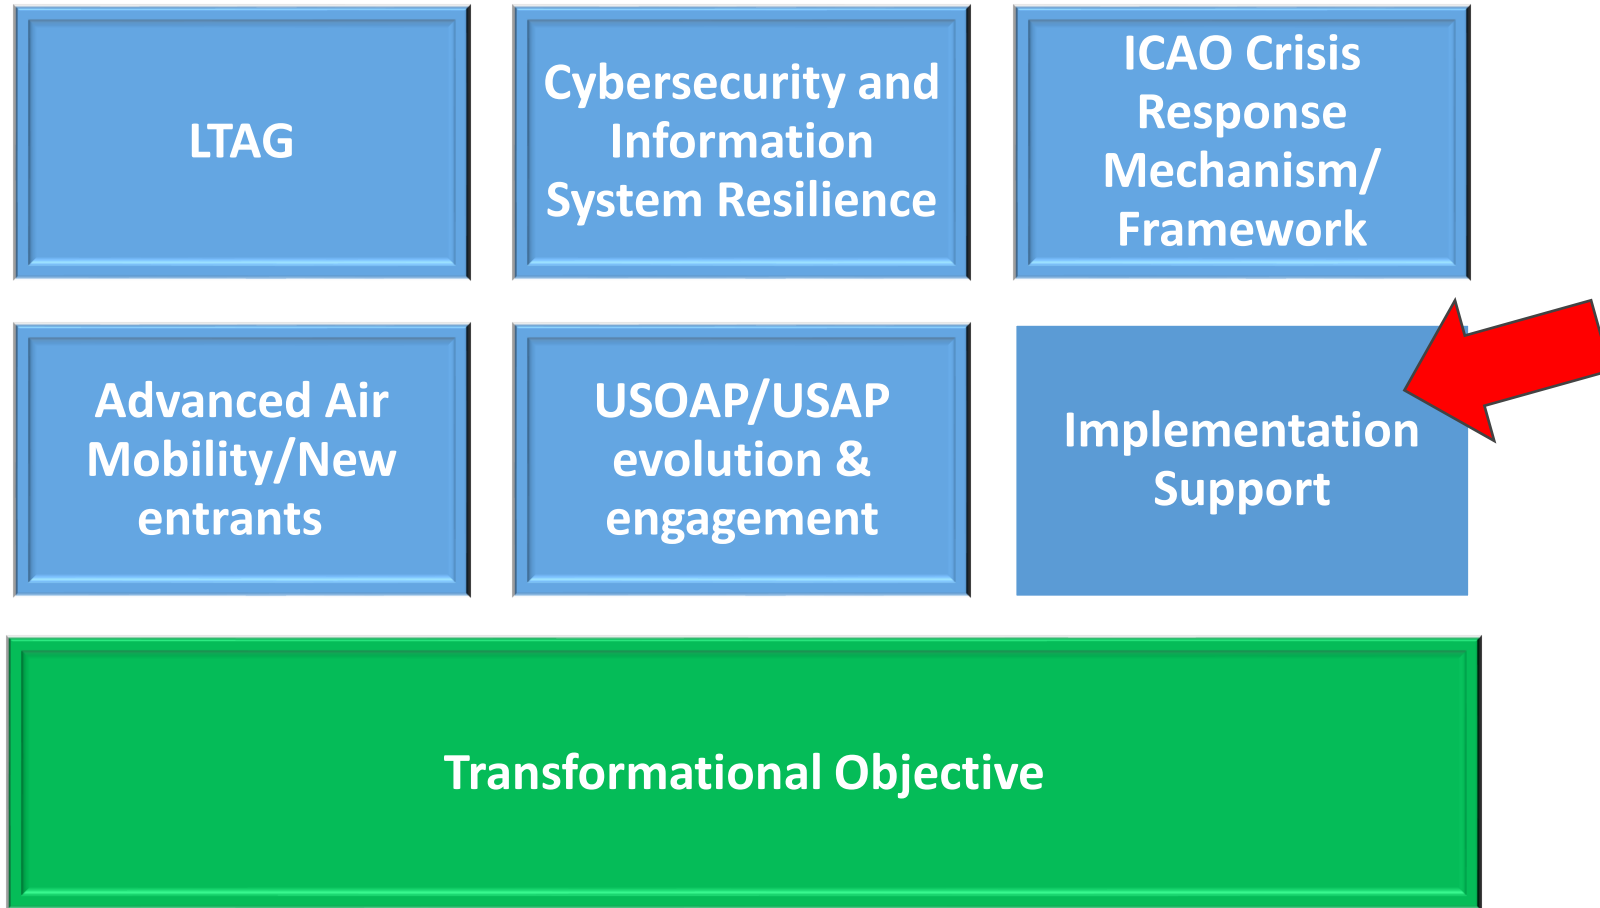 LTAG
Cybersecurity and
Information
System Resilience
ICAO Crisis
Response
Mechanism/
Framework
Advanced Air
Mobility/New
entrants
USOAP/USAP
evolution &
engagement
Implementation
Support
Transformational Objective